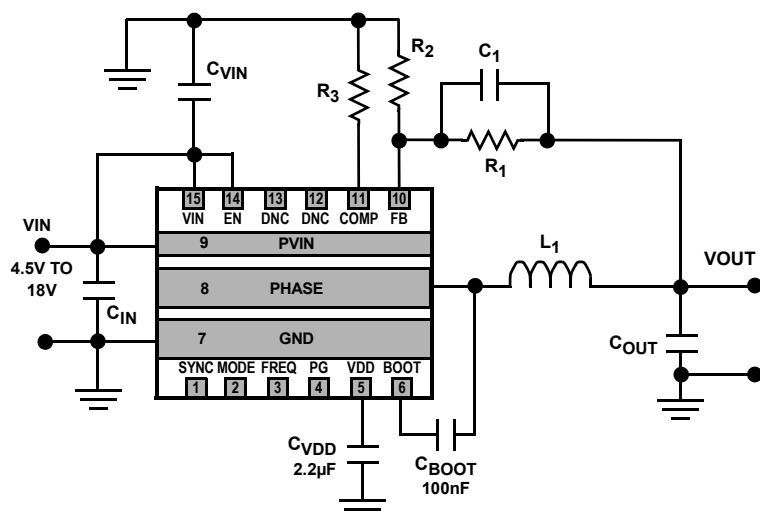 R2
C1
CVIN
R3
R1
15 14 13 12 11 10
VIN EN DNC DNC COMP FB
VIN
9 PVIN
4.5V TO
18V
L1
VOUT
8 PHASE
CIN
7 GND
COUT
SYNC MODE FREQ PG VDD BOOT
1 2 3 4 5 6
CVDD
2.2µF
CBOOT
100nF